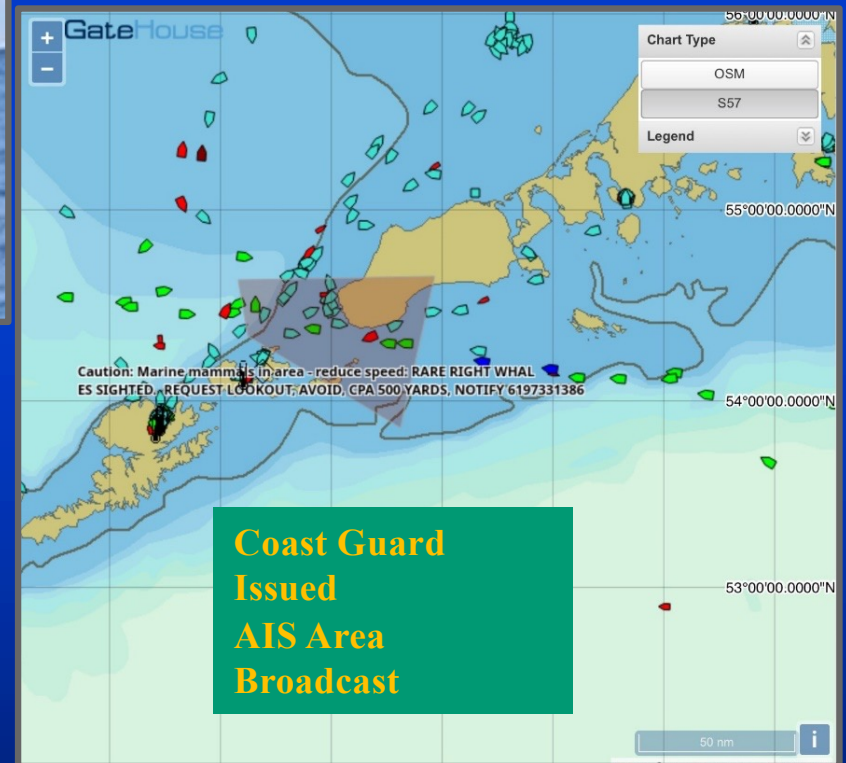 +
GateHouse
−
56°00'00.0000"N
Chart Type
OSM
S57
Legend
55°00'00.0000"N
Caution: Marine mammals in area - reduce speed: RARE RIGHT WHAL
ES SIGHTED. REQUEST LOOKOUT, AVOID, CPA 500 YARDS, NOTIFY 6197331386
54°00'00.0000"N
Coast Guard
Issued
AIS Area
Broadcast
53°00'00.0000"N
50 nm
i